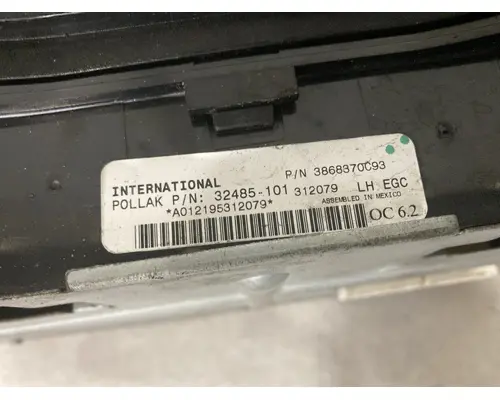 P/N 3868370C93
INTERNATIONAL
POLLAK P/N: 32485-101 312079 LH EGC
*A012195312079*
ASSEMBLED IN MEXICO
OC 6.2